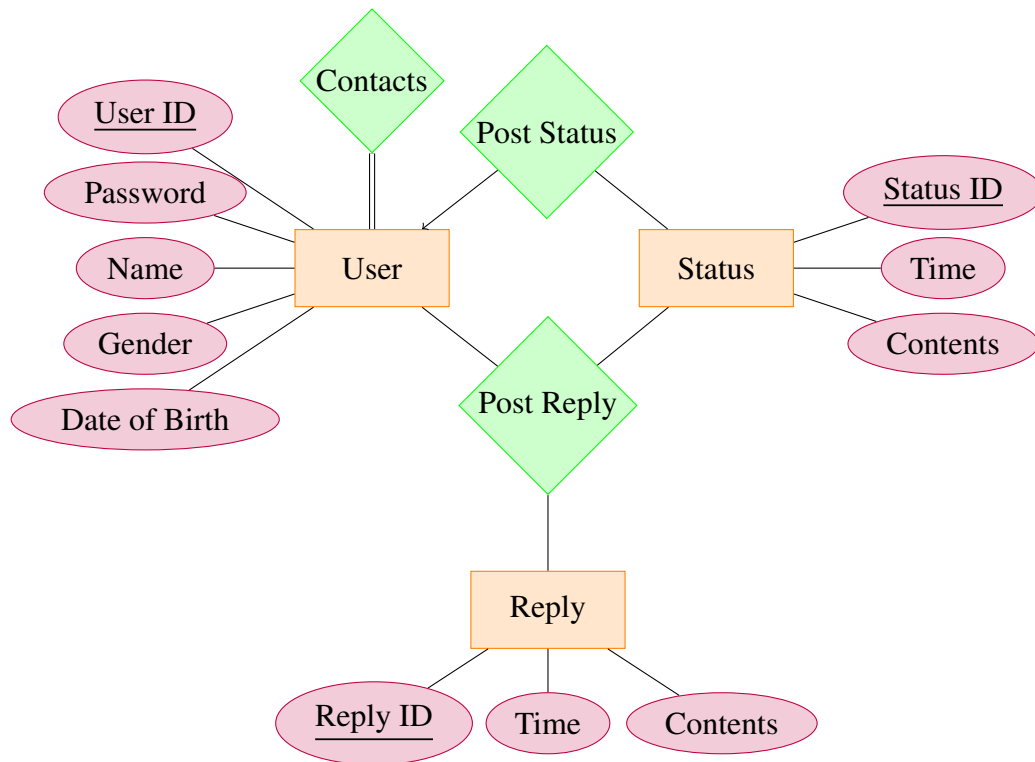 Contacts
User ID
Post Status
Password
Status ID
Name
User
Status
Time
Gender
Contents
Date of Birth
Post Reply
Reply
Reply ID
Time
Contents